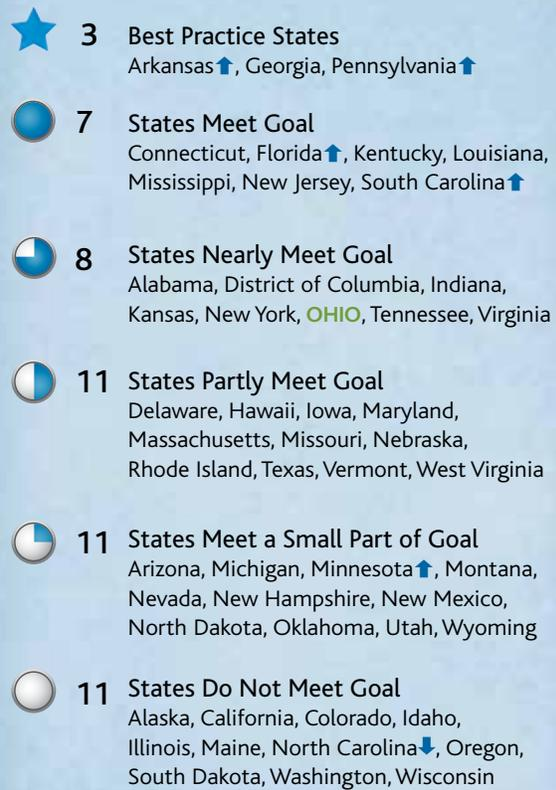 3 Best Practice States
Arkansas⬆, Georgia, Pennsylvania⬆
7 States Meet Goal
Connecticut, Florida⬆, Kentucky, Louisiana,
Mississippi, New Jersey, South Carolina⬆
8 States Nearly Meet Goal
Alabama, District of Columbia, Indiana,
Kansas, New York, OHIO, Tennessee, Virginia
11 States Partly Meet Goal
Delaware, Hawaii, Iowa, Maryland,
Massachusetts, Missouri, Nebraska,
Rhode Island, Texas, Vermont, West Virginia
11 States Meet a Small Part of Goal
Arizona, Michigan, Minnesota⬆, Montana,
Nevada, New Hampshire, New Mexico,
North Dakota, Oklahoma, Utah, Wyoming
11 States Do Not Meet Goal
Alaska, California, Colorado, Idaho,
Illinois, Maine, North Carolina⬇, Oregon,
South Dakota, Washington, Wisconsin